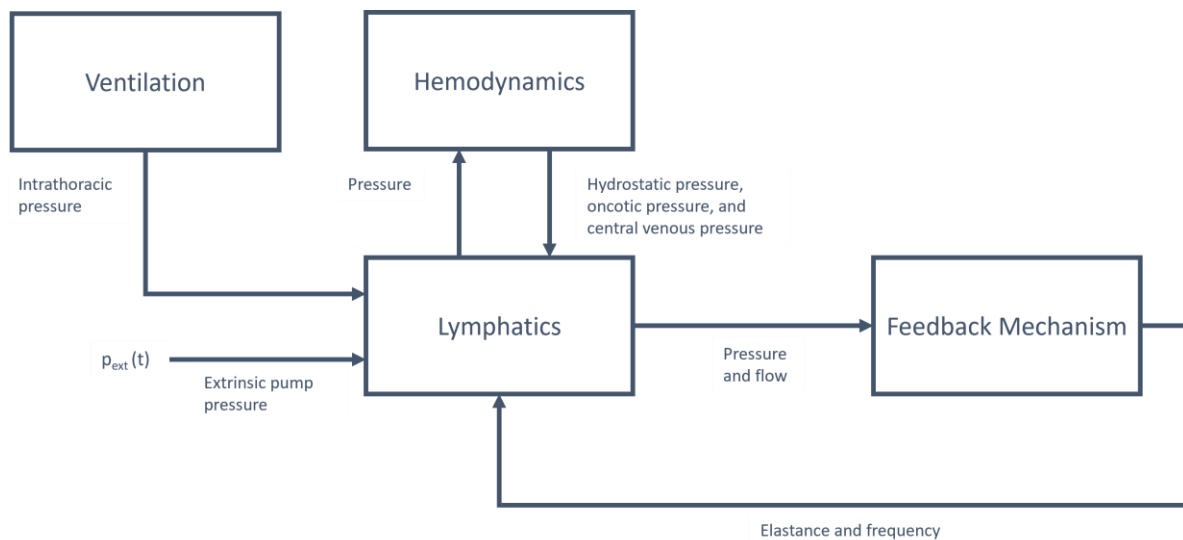 Ventilation
Hemodynamics
Intrathoracic
pressure
Pressure
Hydrostatic pressure,
oncotic pressure, and
central venous pressure
Lymphatics
Feedback Mechanism
pext (t)
Extrinsic pump
pressure
Pressure
and flow
Elastance and frequency